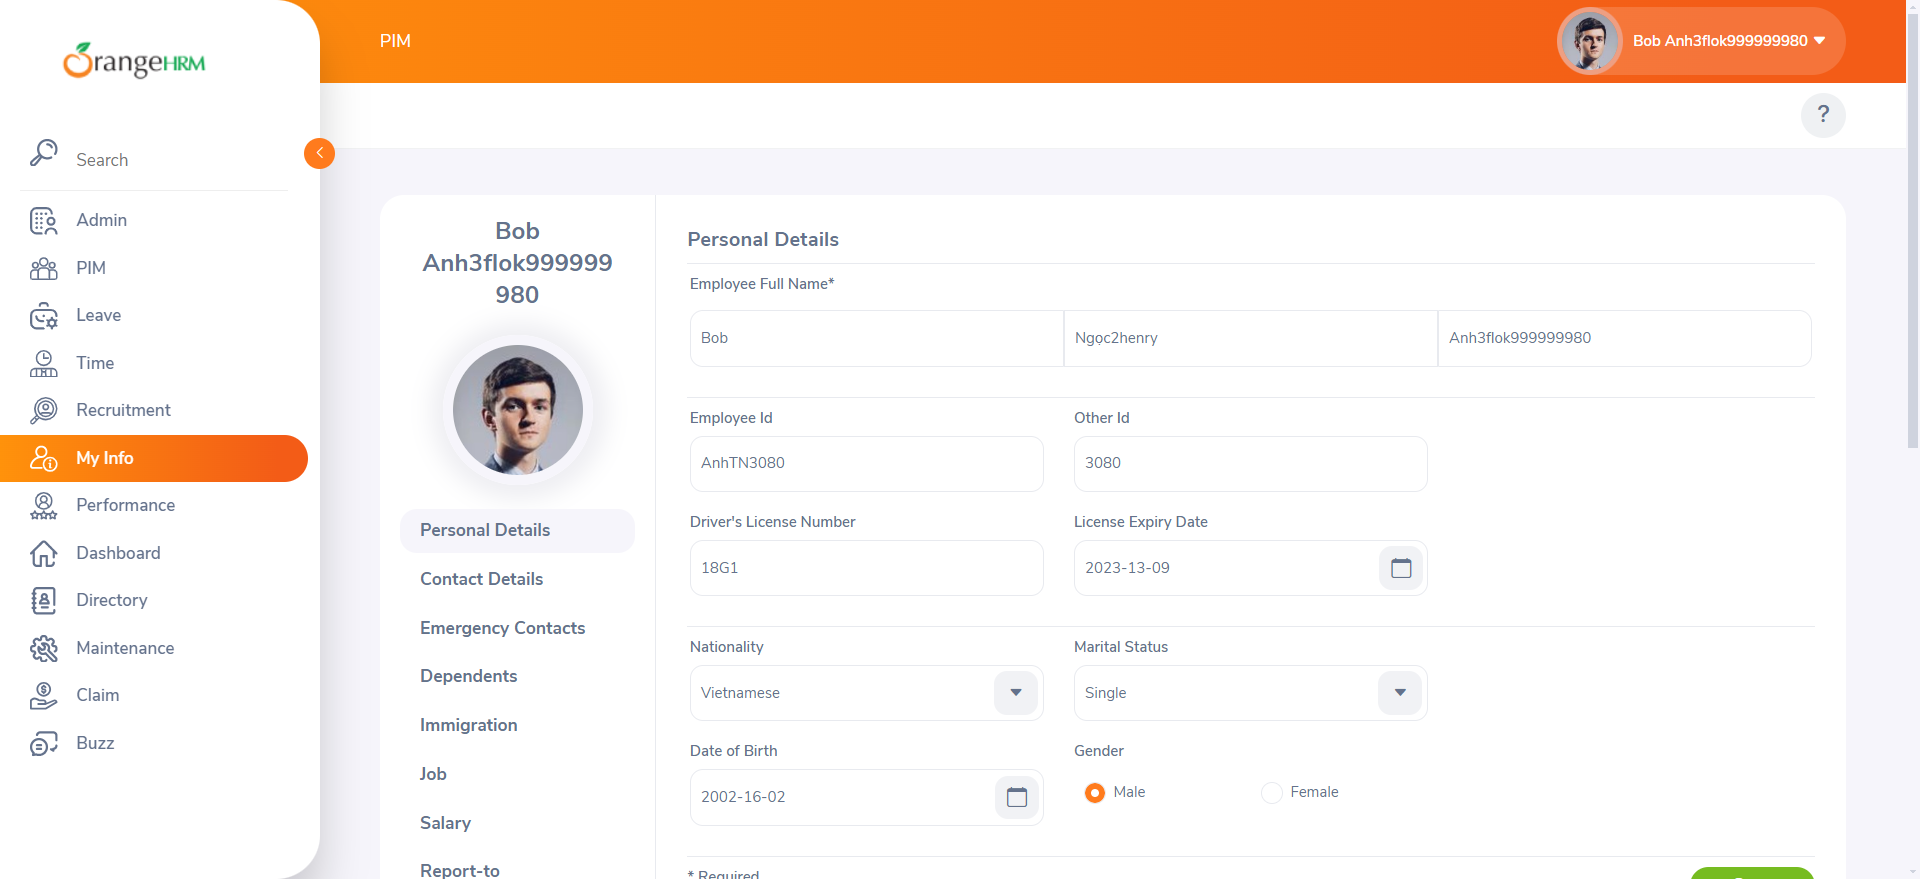 OrangeHRM
PIM
Bob Anh3flok999999980
?
Search
Admin
PIM
Leave
Time
Recruitment
My Info
Performance
Dashboard
Directory
Maintenance
Claim
Buzz
Bob
Anh3flok999999
980
Personal Details
Contact Details
Emergency Contacts
Dependents
Immigration
Job
Salary
Report-to
Personal Details
Employee Full Name*
Bob
Ngọc2henry
Anh3flok999999980
Employee Id
Other Id
AnhTN3080
3080
Driver's License Number
License Expiry Date
18G1
2023-13-09
Nationality
Marital Status
Vietnamese
Single
Date of Birth
Gender
2002-16-02
Male
Female
* Required